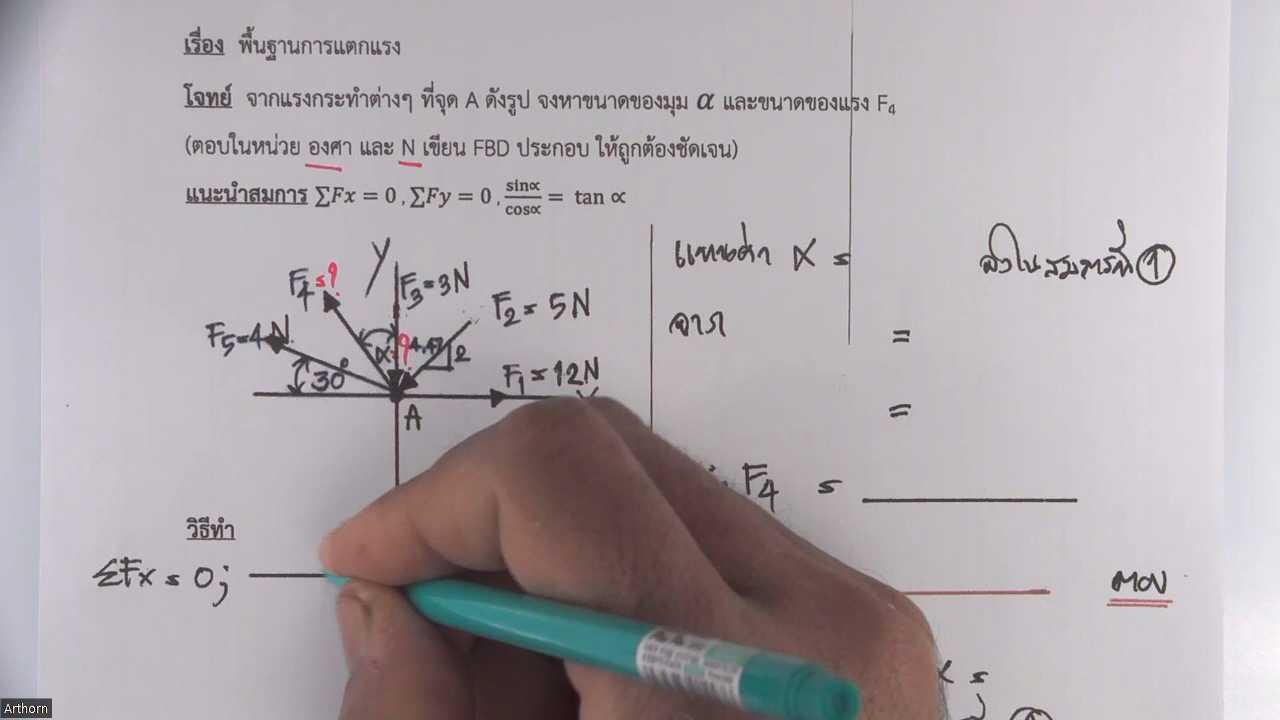 เรื่อง พื้นฐานการแตกแรง
โจทย์ จากแรงกระทำต่างๆ ที่จุด A ดังรูป จงหาขนาดของมุม α และขนาดของแรง F₄
(ตอบในหน่วย องศา และ N เขียน FBD ประกอบ ให้ถูกต้องชัดเจน)
แนะนำสมการ ∑Fx = 0 , ∑Fy = 0 , sin∝/cos∝ = tan ∝
y
F₄ = ?
F₃ = 3N
F₂ = 5N
F₅ = 4N
α = ?
2
30°
F₁ = 12N
A
แทนค่า α =
ลงในสมการที่ ①
จาก
=
=
F₄ =
วิธีทำ
ΣFx = 0;
ตอบ
Arthorn